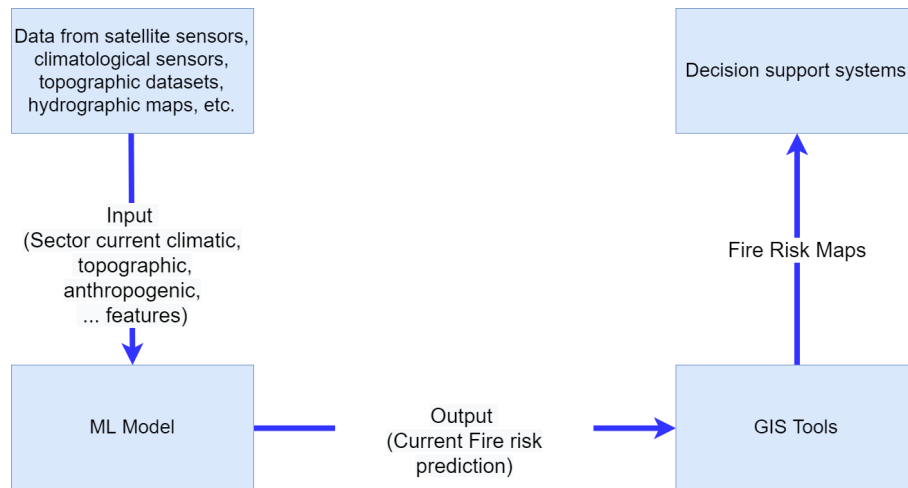 Data from satellite sensors,
climatological sensors,
topographic datasets,
hydrographic maps, etc.
Decision support systems
Input
(Sector current climatic,
topographic,
anthropogenic,
... features)
Fire Risk Maps
ML Model
Output
(Current Fire risk
prediction)
GIS Tools